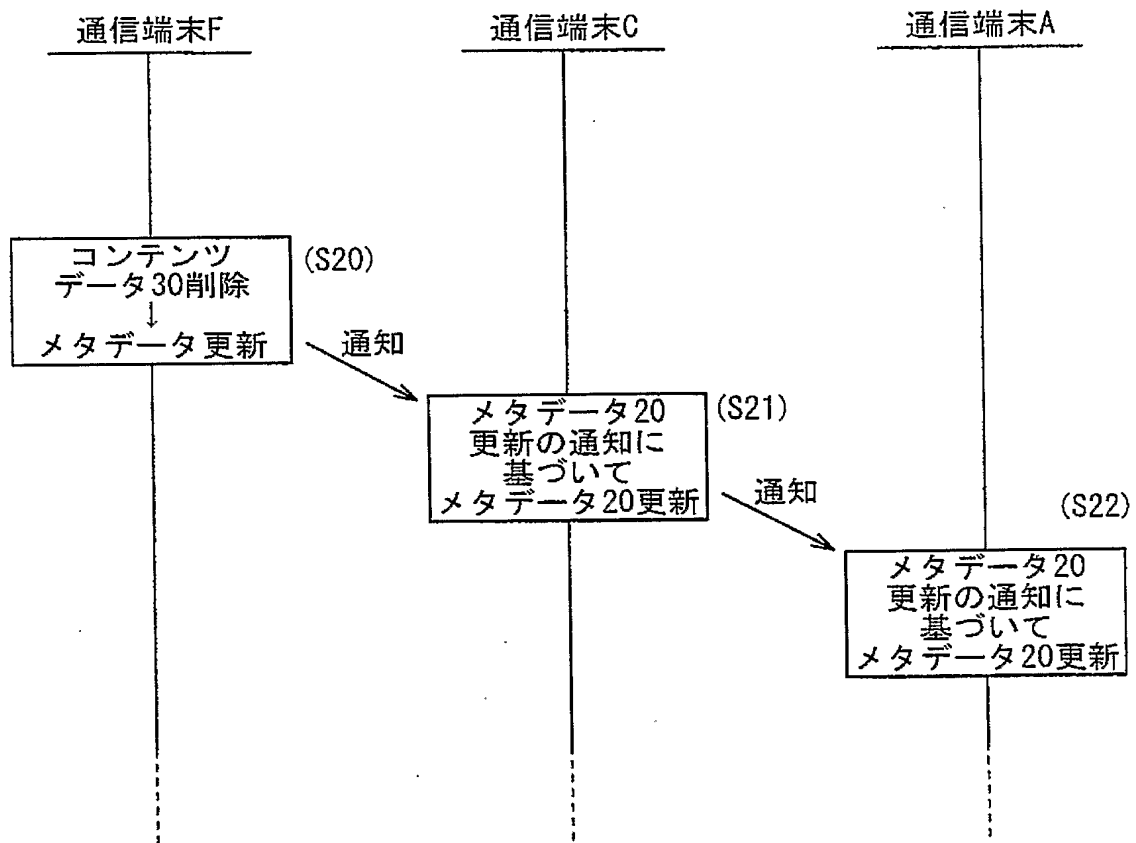 通信端末F
通信端末C
通信端末A
コンテンツ
データ30削除
↓
メタデータ更新
(S20)
通知
メタデータ20
更新の通知に
基づいて
メタデータ20更新
(S21)
通知
(S22)
メタデータ20
更新の通知に
基づいて
メタデータ20更新